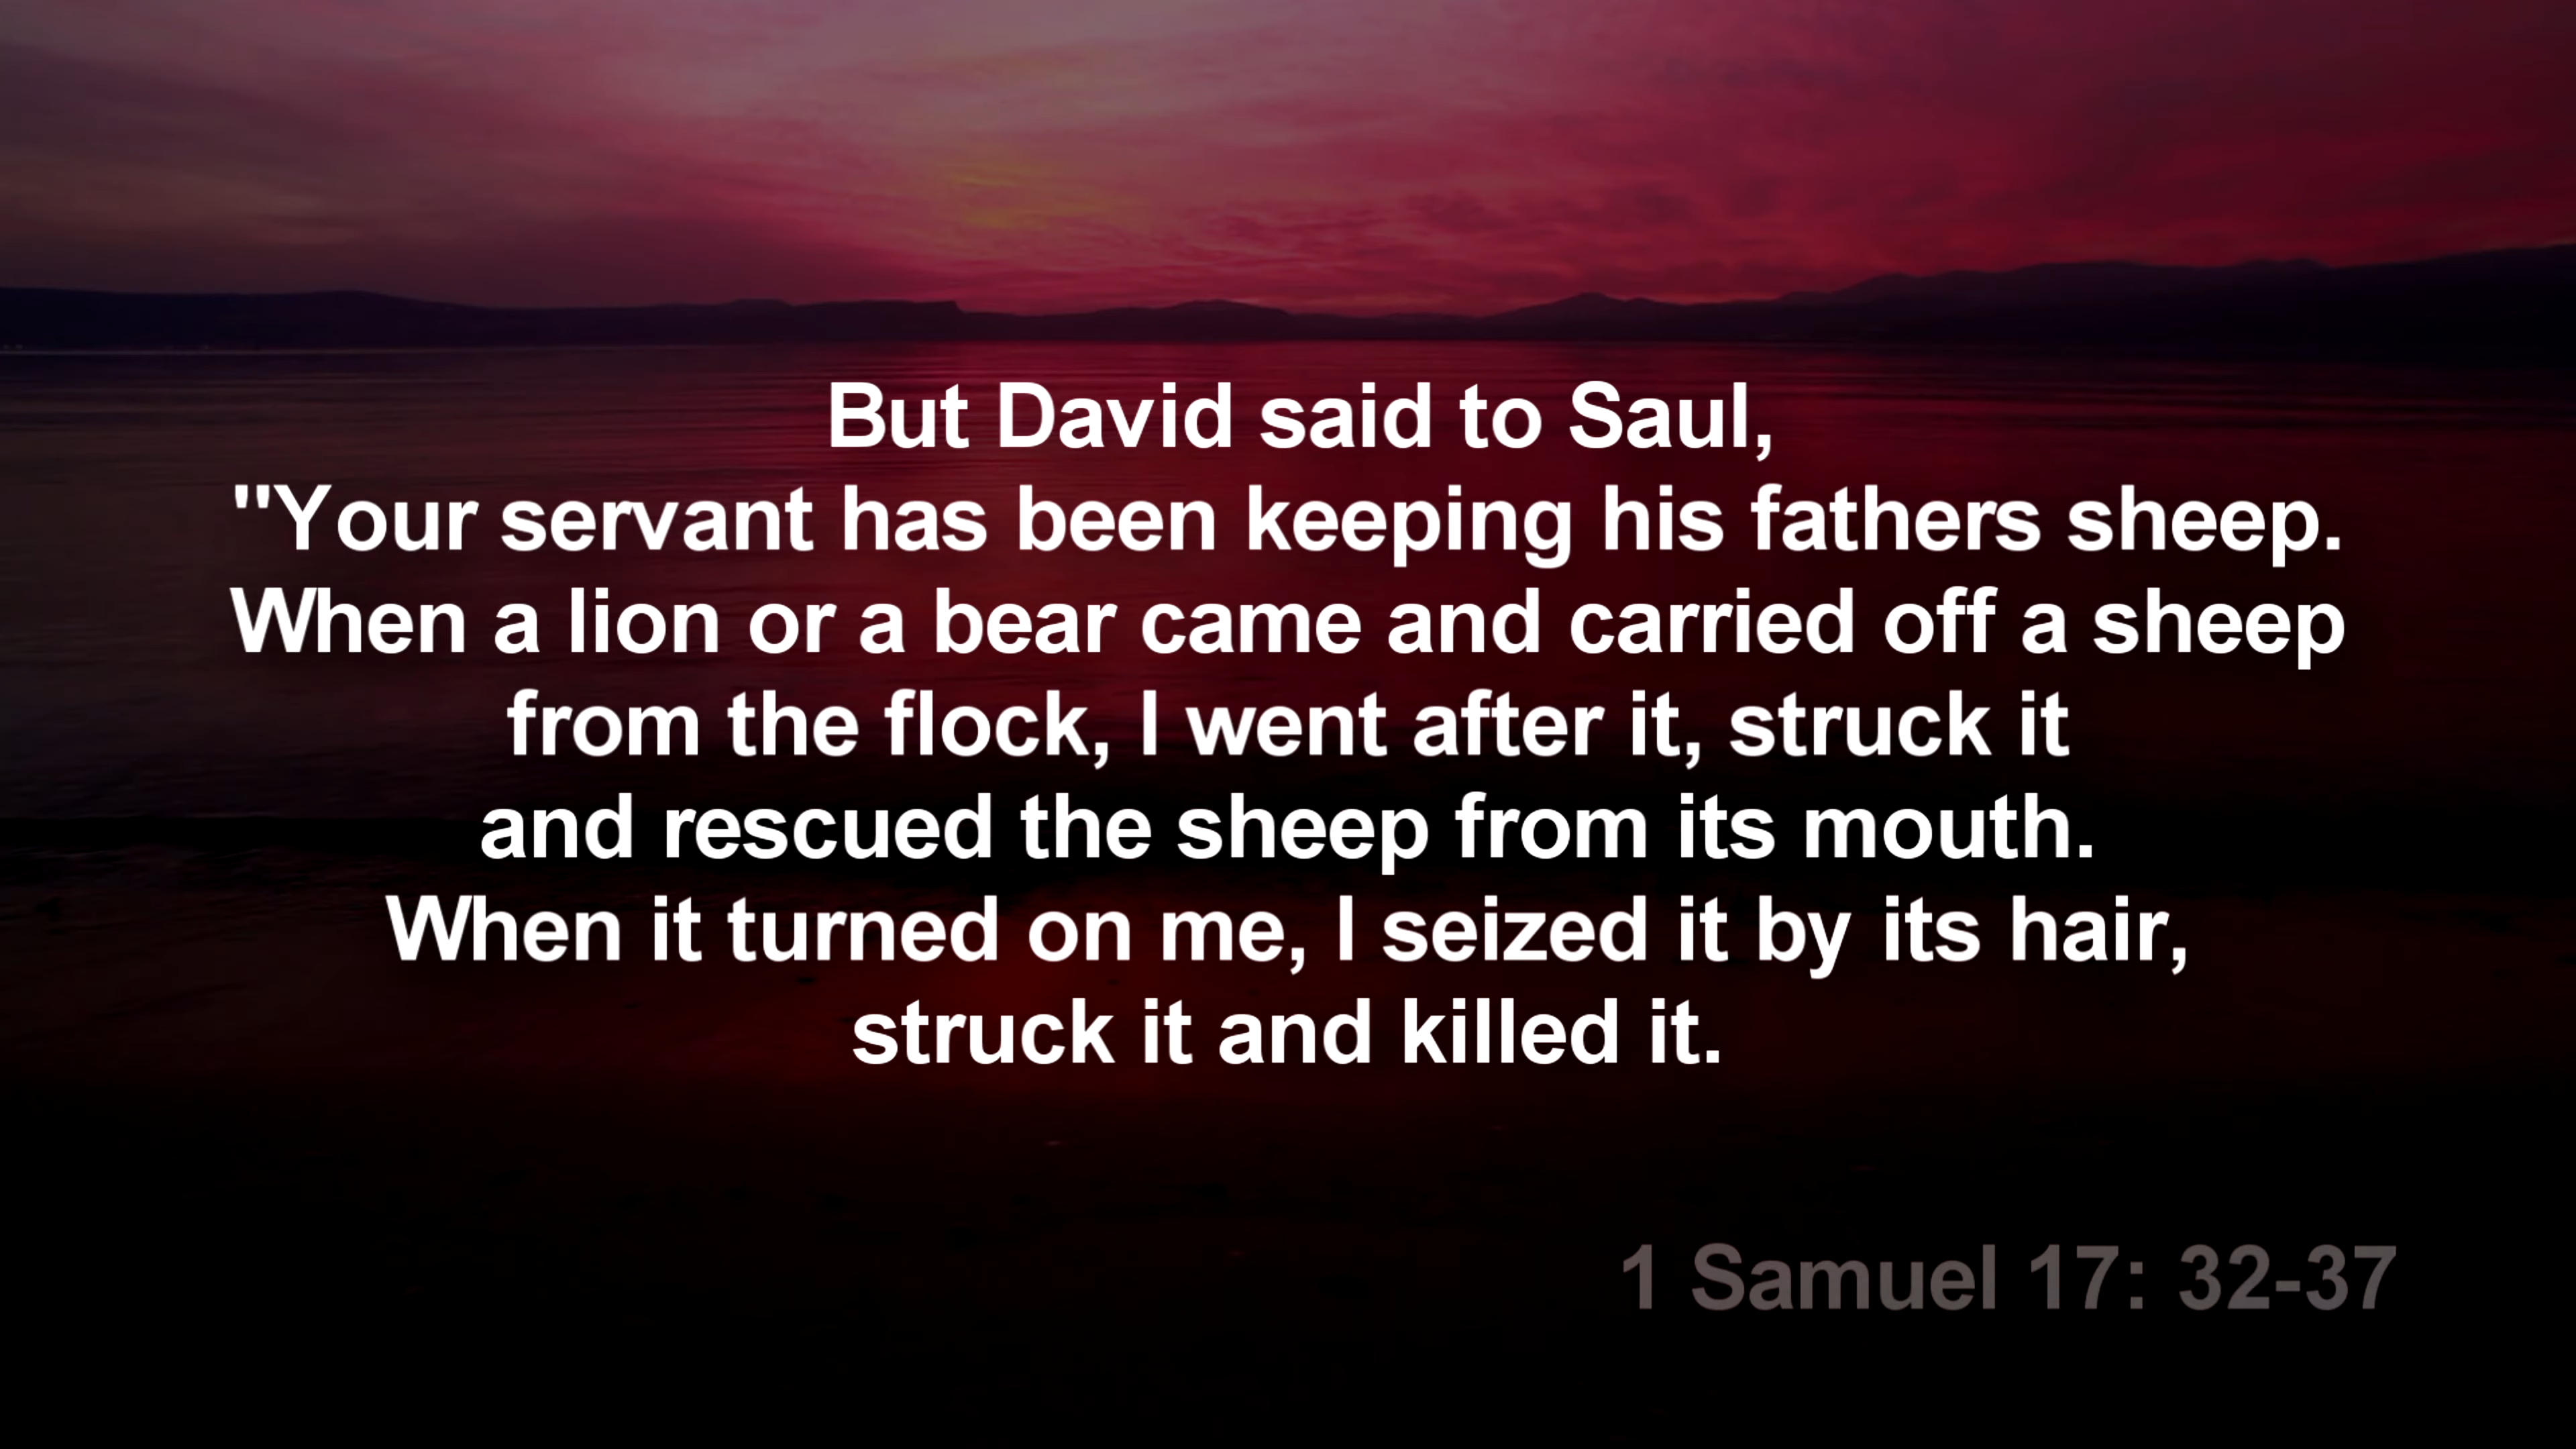 But David said to Saul,
"Your servant has been keeping his fathers sheep.
When a lion or a bear came and carried off a sheep
from the flock, I went after it, struck it
and rescued the sheep from its mouth.
When it turned on me, I seized it by its hair,
struck it and killed it.
1 Samuel 17: 32-37